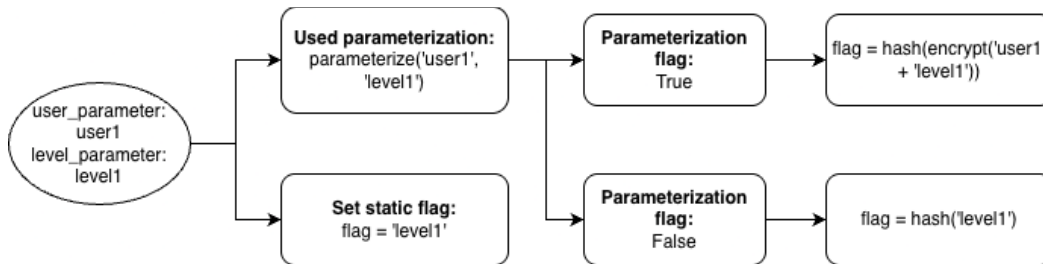 user_parameter:
user1
level_parameter:
level1
Used parameterization:
parameterize('user1',
'level1')
Set static flag:
flag = 'level1'
Parameterization
flag:
True
Parameterization
flag:
False
flag = hash(encrypt('user1
+ 'level1'))
flag = hash('level1')